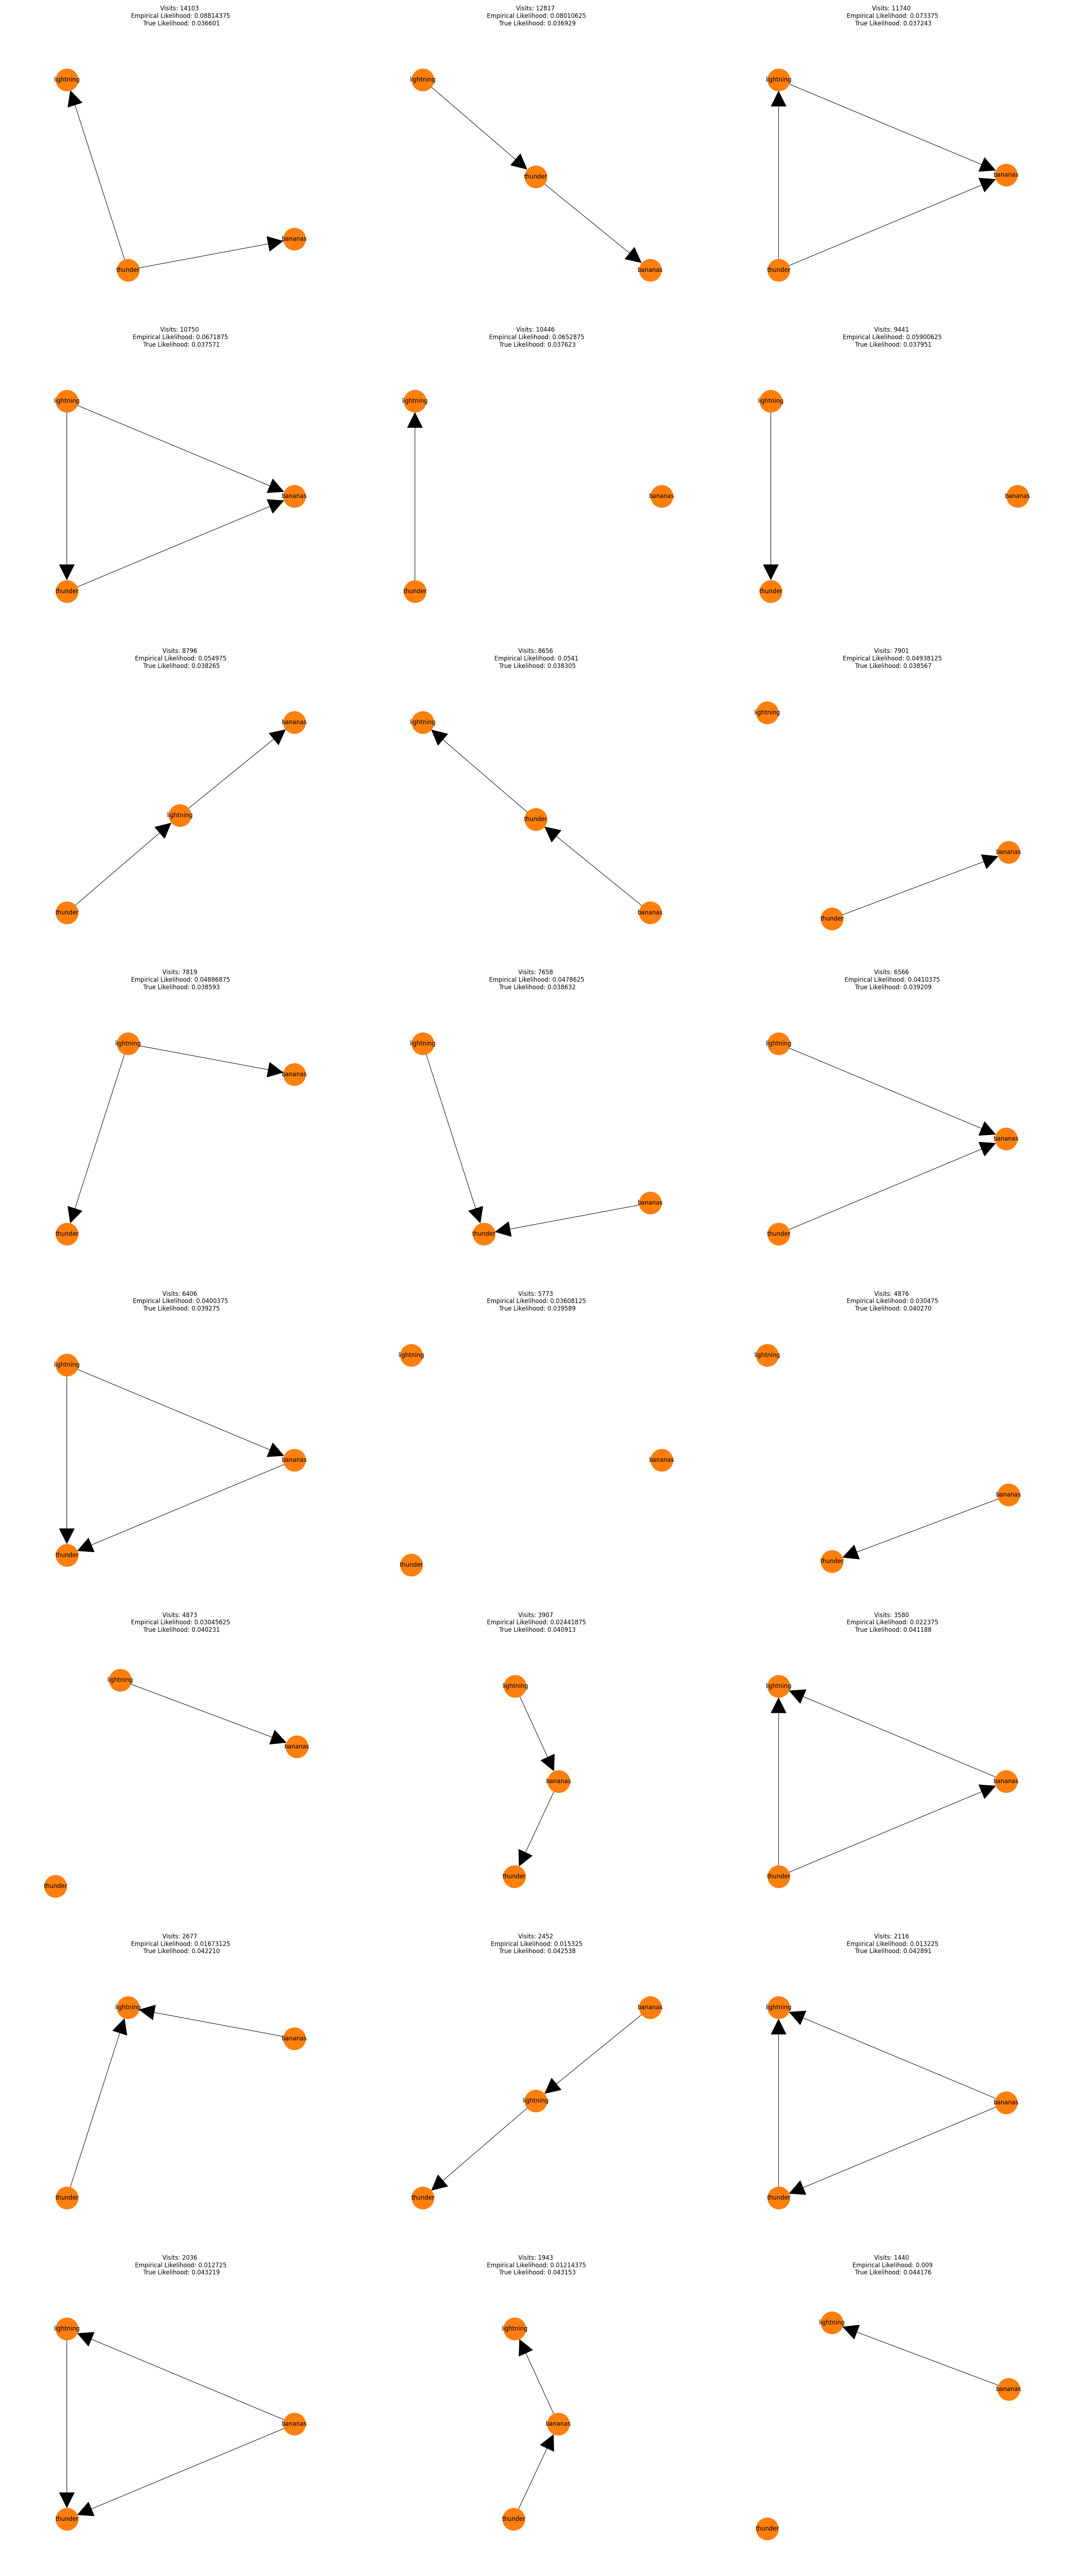 Visits: 14103
Empirical Likelihood: 0.08814375
True Likelihood: 0.036601
lightning
bananas
thunder
Visits: 12817
Empirical Likelihood: 0.08010625
True Likelihood: 0.036929
lightning
thunder
bananas
Visits: 11740
Empirical Likelihood: 0.073375
True Likelihood: 0.037243
lightning
bananas
thunder
Visits: 10750
Empirical Likelihood: 0.0671875
True Likelihood: 0.037571
lightning
bananas
thunder
Visits: 10446
Empirical Likelihood: 0.0652875
True Likelihood: 0.037623
lightning
bananas
thunder
Visits: 9441
Empirical Likelihood: 0.05900625
True Likelihood: 0.037951
lightning
bananas
thunder
Visits: 8796
Empirical Likelihood: 0.054975
True Likelihood: 0.038265
bananas
lightning
thunder
Visits: 8656
Empirical Likelihood: 0.0541
True Likelihood: 0.038305
lightning
thunder
bananas
Visits: 7901
Empirical Likelihood: 0.04938125
True Likelihood: 0.038567
lightning
bananas
thunder
Visits: 7819
Empirical Likelihood: 0.04886875
True Likelihood: 0.038593
lightning
bananas
thunder
Visits: 7658
Empirical Likelihood: 0.0478625
True Likelihood: 0.038632
lightning
bananas
thunder
Visits: 6566
Empirical Likelihood: 0.0410375
True Likelihood: 0.039209
lightning
bananas
thunder
Visits: 6406
Empirical Likelihood: 0.0400375
True Likelihood: 0.039275
lightning
bananas
thunder
Visits: 5773
Empirical Likelihood: 0.03608125
True Likelihood: 0.039589
lightning
bananas
thunder
Visits: 4876
Empirical Likelihood: 0.030475
True Likelihood: 0.040270
lightning
bananas
thunder
Visits: 4873
Empirical Likelihood: 0.03045625
True Likelihood: 0.040231
lightning
bananas
thunder
Visits: 3907
Empirical Likelihood: 0.02441875
True Likelihood: 0.040913
lightning
bananas
thunder
Visits: 3580
Empirical Likelihood: 0.022375
True Likelihood: 0.041188
lightning
bananas
thunder
Visits: 2677
Empirical Likelihood: 0.01673125
True Likelihood: 0.042210
lightning
bananas
thunder
Visits: 2452
Empirical Likelihood: 0.015325
True Likelihood: 0.042538
bananas
lightning
thunder
Visits: 2116
Empirical Likelihood: 0.013225
True Likelihood: 0.042891
lightning
bananas
thunder
Visits: 2036
Empirical Likelihood: 0.012725
True Likelihood: 0.043219
lightning
bananas
thunder
Visits: 1943
Empirical Likelihood: 0.01214375
True Likelihood: 0.043153
lightning
bananas
thunder
Visits: 1440
Empirical Likelihood: 0.009
True Likelihood: 0.044176
lightning
bananas
thunder